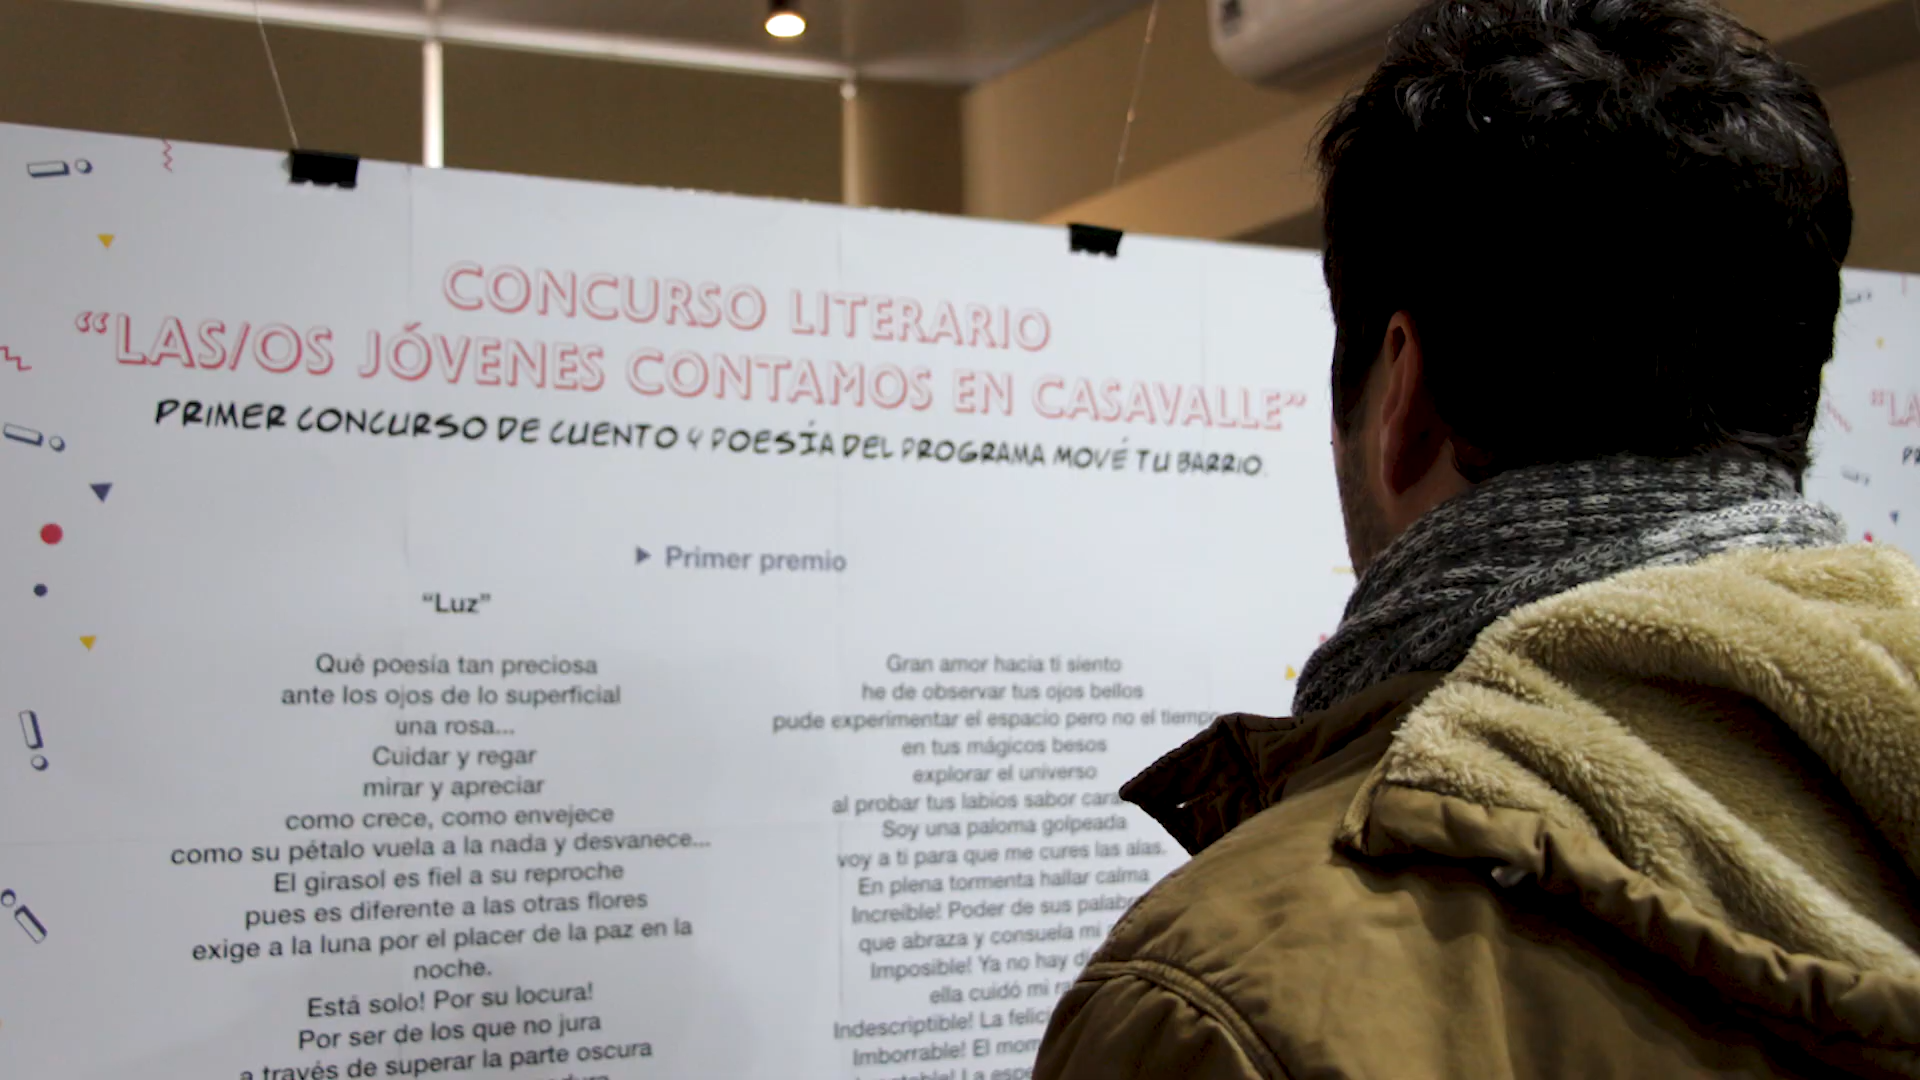 CONCURSO LITERARIO
“LAS/OS JÓVENES CONTAMOS EN CASAVALLE”
PRIMER CONCURSO DE CUENTO Y POESÍA DEL PROGRAMA MOVÉ TU BARRIO.
Primer premio
“Luz”
Qué poesía tan preciosa
ante los ojos de lo superficial
una rosa...
Cuidar y regar
mirar y apreciar
como crece, como envejece
como su pétalo vuela a la nada y desvanece...
El girasol es fiel a su reproche
pues es diferente a las otras flores
exige a la luna por el placer de la paz en la
noche.
Está solo! Por su locura!
Por ser de los que no jura
a través de superar la parte oscura
Gran amor hacia ti siento
he de observar tus ojos bellos
pude experimentar el espacio pero no el tiempo
en tus mágicos besos
explorar el universo
al probar tus labios sabor
Soy una paloma golpeada
voy a ti para que me cures las alas.
En plena tormenta hallar calma
Increíble! Poder de sus
que abraza y consuela mi
Imposible! Ya no hay
ella cuidó mi
Indescriptible! La
Imborrable! El
La